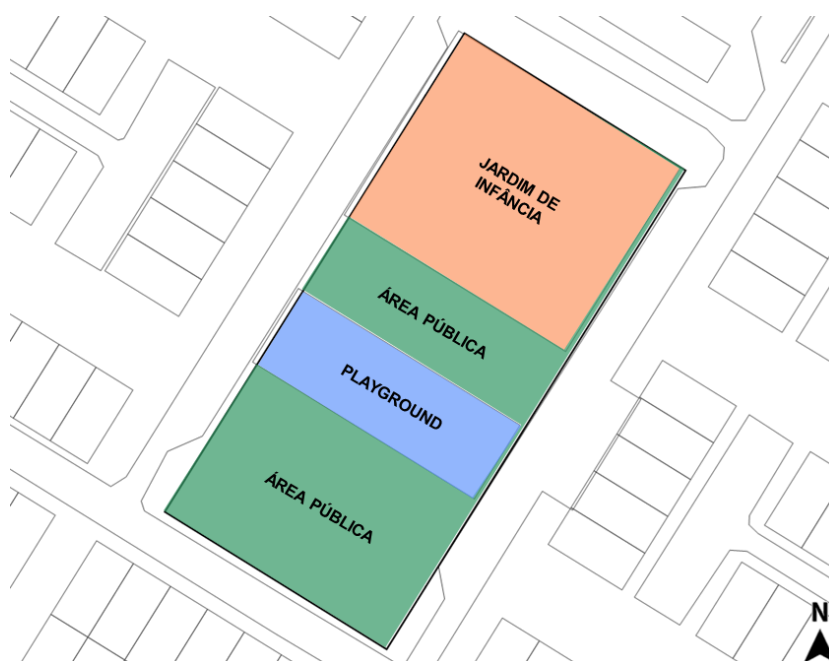 JARDIM DE
INFÂNCIA
ÁREA PÚBLICA
PLAYGROUND
ÁREA PÚBLICA
N